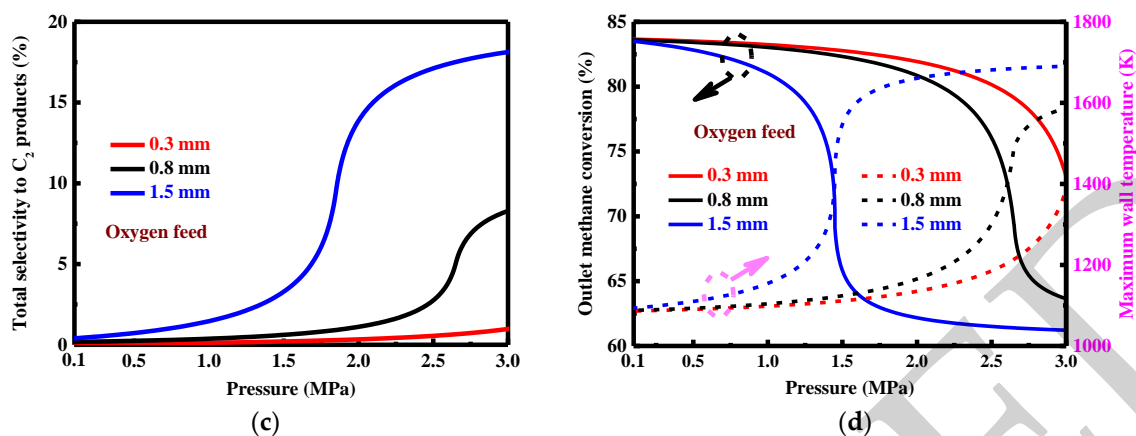 20
15
10
5
0
Total selectivity to C2 products (%)
0.3 mm
0.8 mm
1.5 mm
Oxygen feed
0.1
1.0
1.5
2.0
2.5
3.0
Pressure (MPa)
(c)
85
80
75
70
65
60
Outlet methane conversion (%)
Oxygen feed
0.3 mm
0.8 mm
1.5 mm
0.3 mm
0.8 mm
1.5 mm
1800
1600
1400
1200
1000
Maximum wall temperature (K)
0.1
1.0
1.5
2.0
2.5
3.0
Pressure (MPa)
(d)